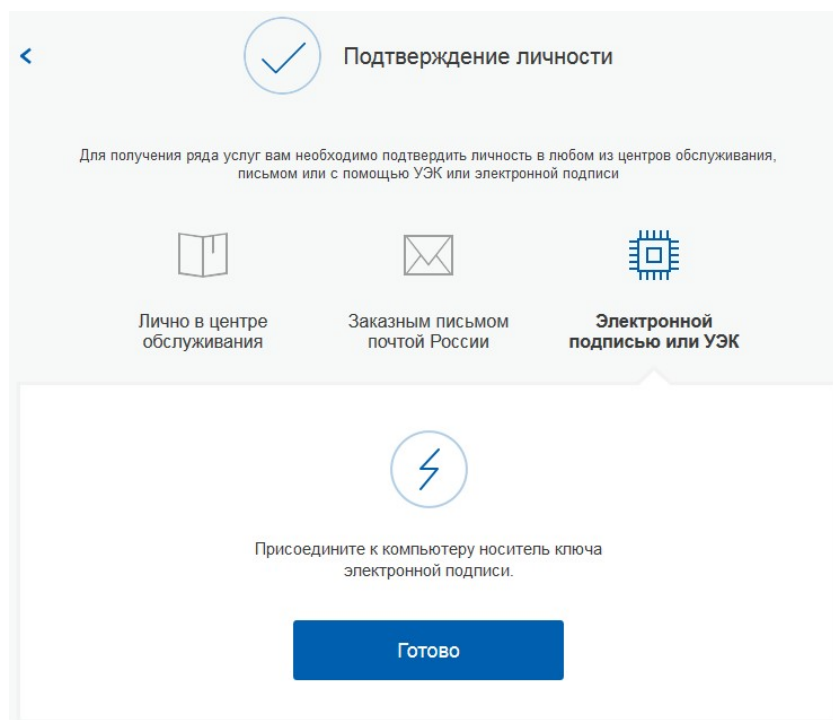 Подтверждение личности
Для получения ряда услуг вам необходимо подтвердить личность в любом из центров обслуживания,
письмом или с помощью УЭК или электронной подписи
Лично в центре
обслуживания
Заказным письмом
почтой России
Электронной
подписью или УЭК
Присоедините к компьютеру носитель ключа
электронной подписи.
Готово